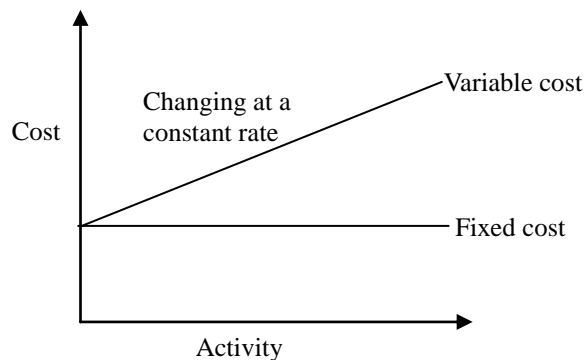 Changing at a
constant rate
Variable cost
Cost
Fixed cost
Activity